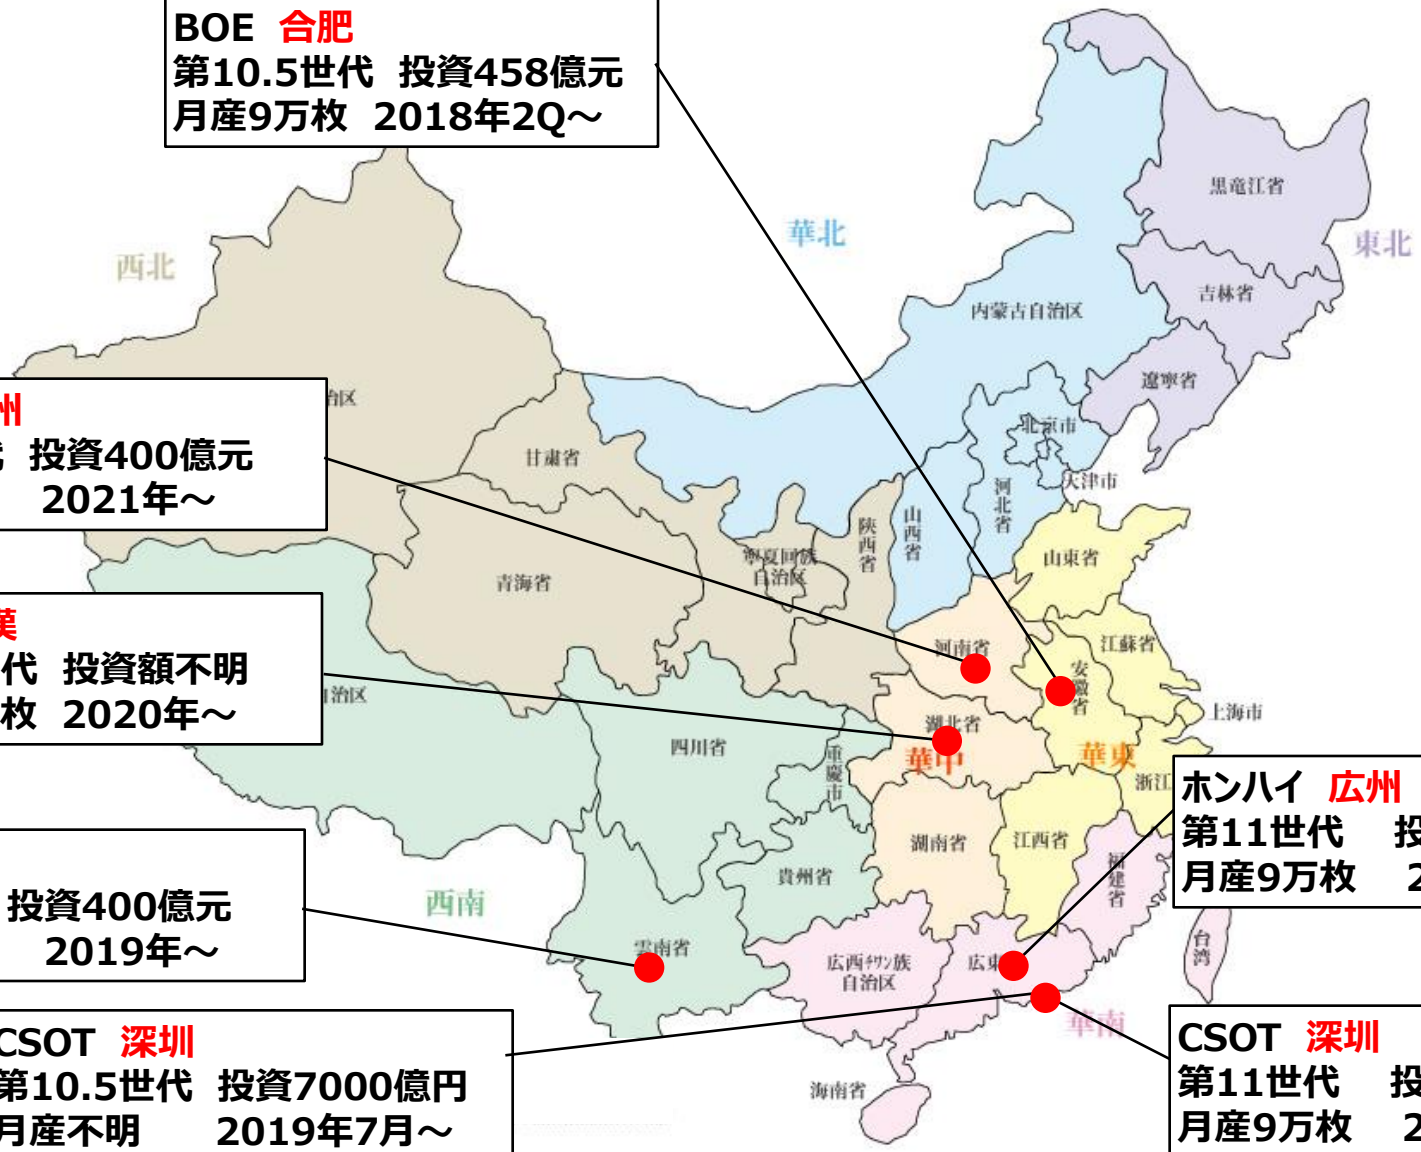 BOE 合肥
第10.5世代 投資458億元
月産9万枚 2018年2Q～
西北
華北
東北
黒竜江省
吉林省
遼寧省
内蒙古自治区
北京市
天津市
河北省
山西省
陝西省
甘粛省
寧夏回族
自治区
青海省
治区
州
投資400億元
2021年～
漢
代 投資額不明
枚 2020年～
治区
山東省
江蘇省
安徽省
上海市
浙江
河南省
湖北省
華中
華東
四川省
重慶市
湖南省
江西省
貴州省
福建省
西南
雲南省
投資400億元
2019年～
ホンハイ 広州
第11世代 投
月産9万枚 2
広西チワン族
自治区
広東
台湾
華南
海南省
CSOT 深圳
第10.5世代 投資7000億円
月産不明 2019年7月～
CSOT 深圳
第11世代 投
月産9万枚 2